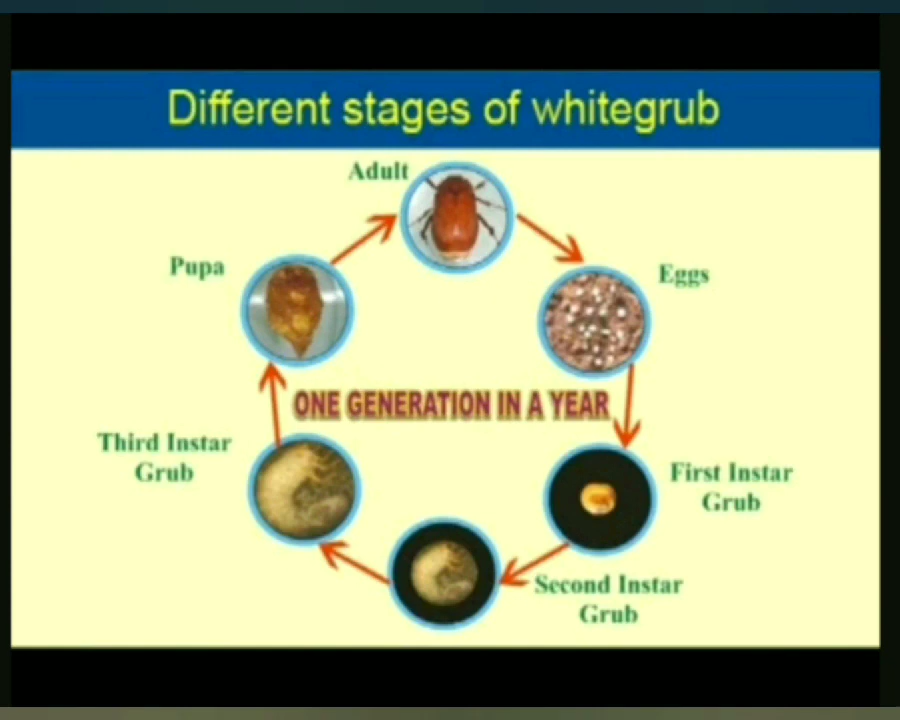 Different stages of whitegrub
Adult
Pupa
Eggs
ONE GENERATION IN A YEAR
Third Instar
Grub
First Instar
Grub
Second Instar
Grub